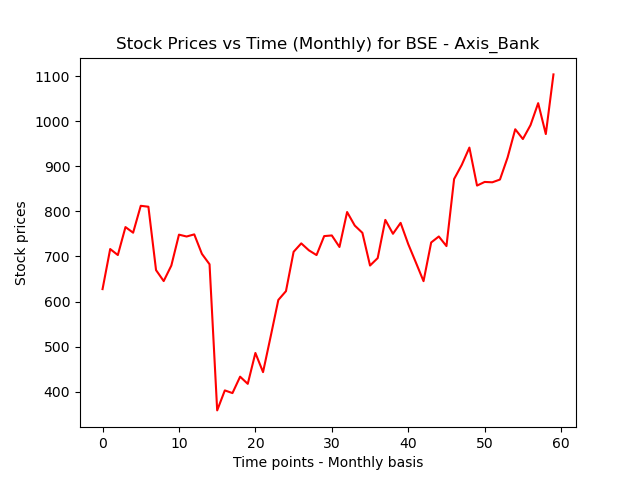 Stock Prices vs Time (Monthly) for BSE - Axis_Bank
1100
1000
900
800
700
600
500
400
Stock prices
0 10 20 30 40 50 60
Time points - Monthly basis